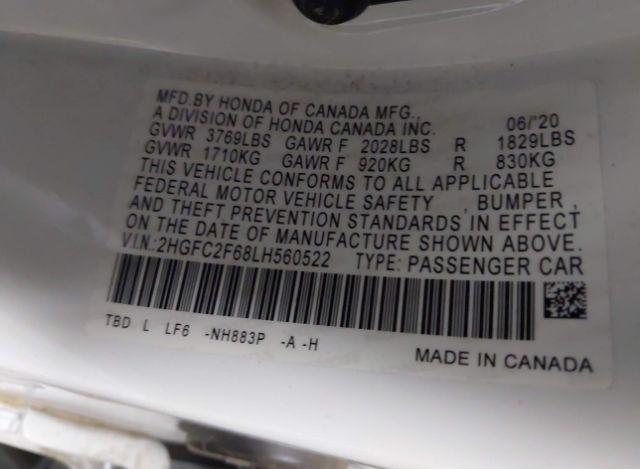 MFD.BY HONDA OF CANADA MFG.,
A DIVISION OF HONDA CANADA INC. 06/'20
GVWR 3769LBS GAWR F 2028LBS R 1829LBS
GVWR 1710KG GAWR F 920KG R 830KG
THIS VEHICLE CONFORMS TO ALL APPLICABLE
FEDERAL MOTOR VEHICLE SAFETY , BUMPER ,
AND THEFT PREVENTION STANDARDS IN EFFECT
ON THE DATE OF MANUFACTURE SHOWN ABOVE.
V.I.N.:2HGFC2F68LH560522 TYPE: PASSENGER CAR
TBD L LF6 -NH883P -A -H
MADE IN CANADA